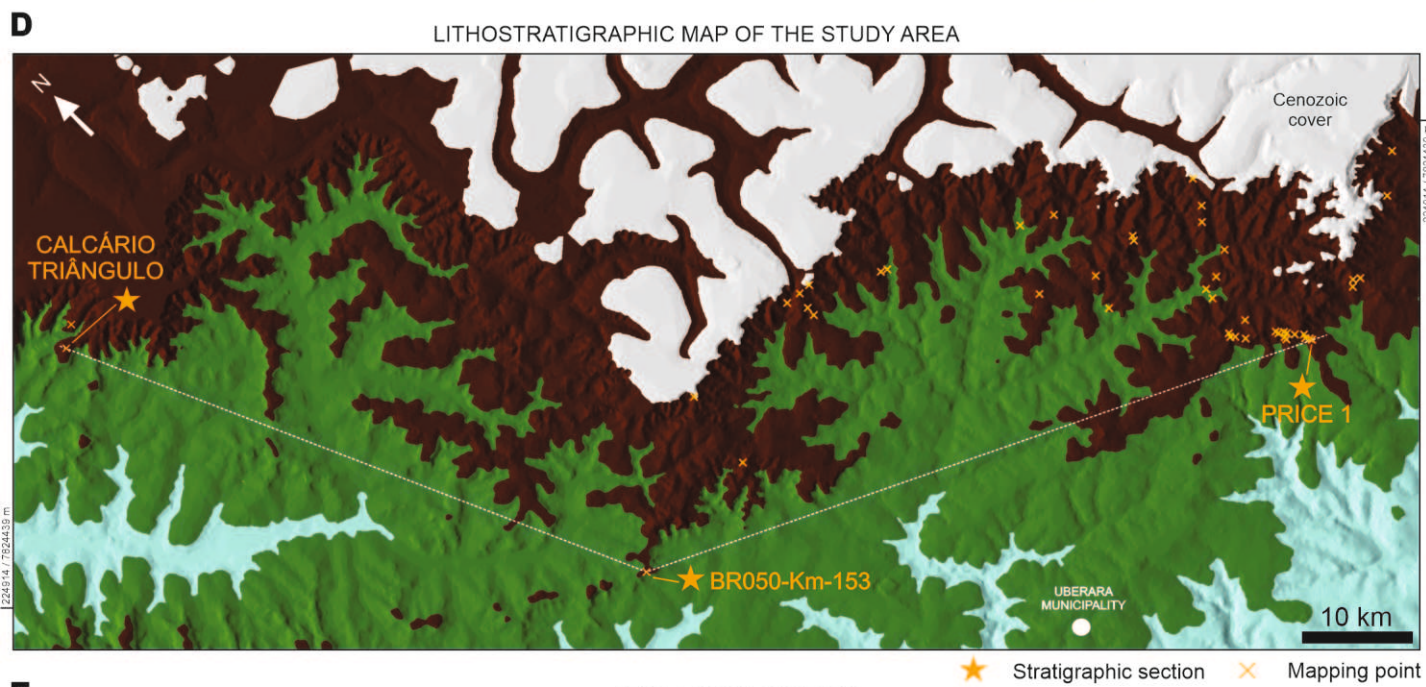 D
LITHOSTRATIGRAPHIC MAP OF THE STUDY AREA
N
Cenozoic
cover
CALCÁRIO
TRIÂNGULO
PRICE 1
BR050-Km-153
UBERARA
MUNICIPALITY
10 km
224914 / 7824439 m
Stratigraphic section
Mapping point